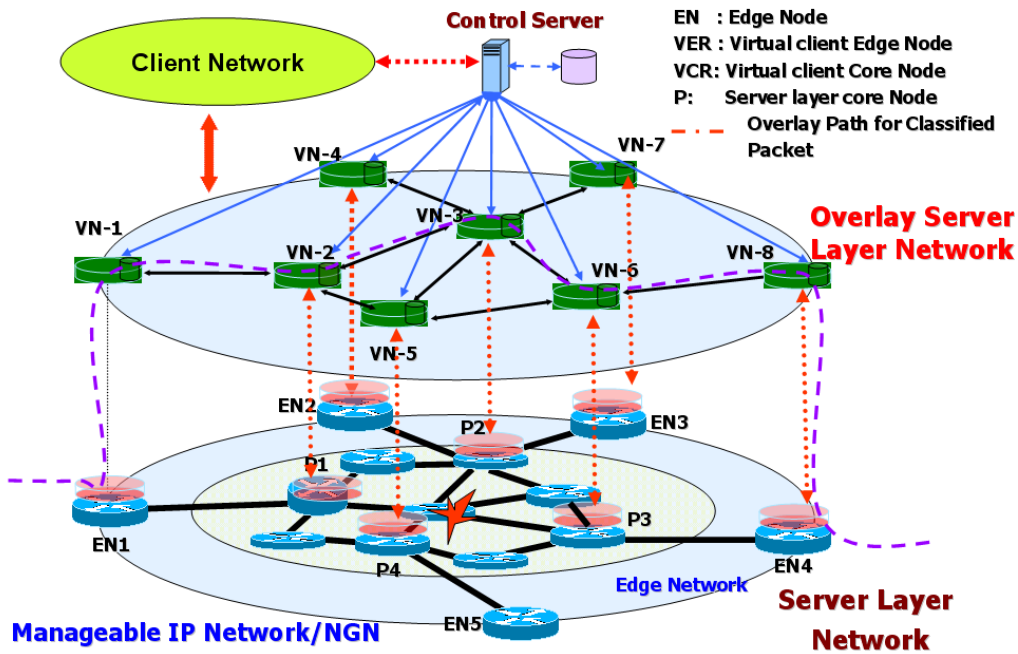 Control Server
Client Network
EN : Edge Node
VER : Virtual client Edge Node
VCR: Virtual client Core Node
P: Server layer core Node
Overlay Path for Classified
Packet
VN-4
VN-7
VN-3
VN-1
VN-2
VN-6
VN-8
VN-5
Overlay Server
Layer Network
EN2
EN3
P2
P1
P3
EN1
P4
EN4
EN5
Edge Network
Server Layer
Network
Manageable IP Network/NGN